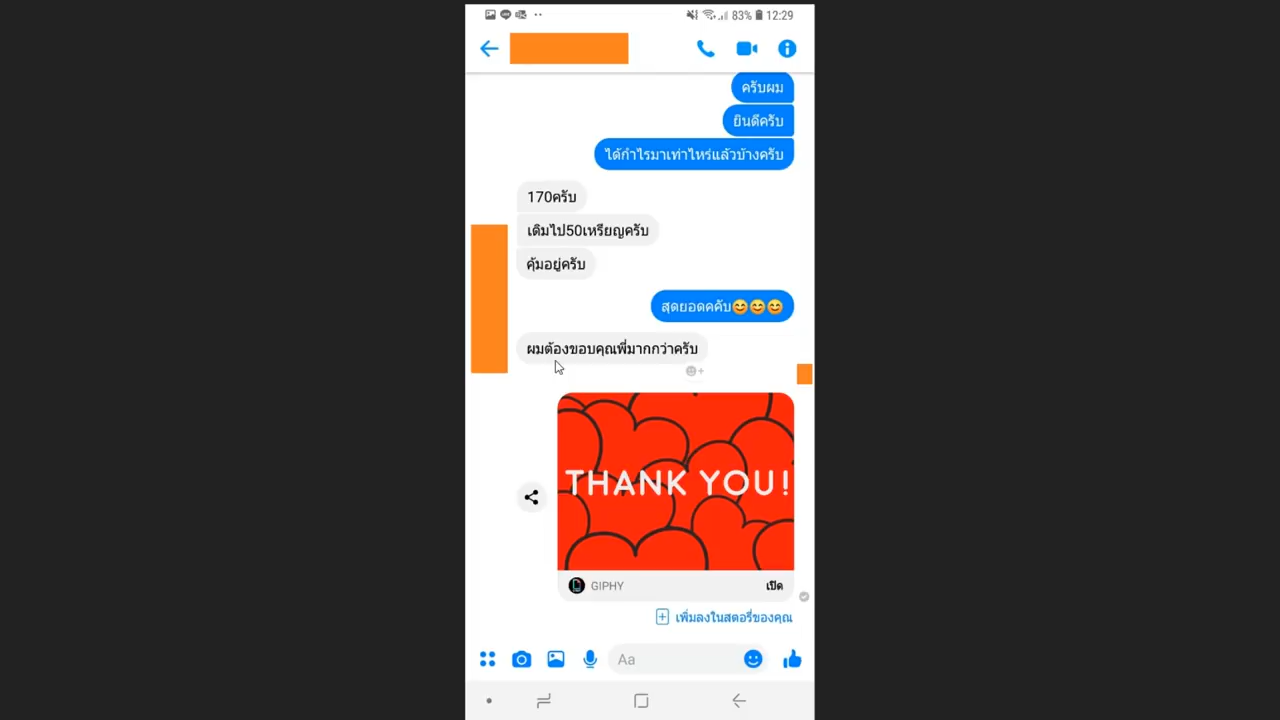 83% 12:29
ครับผม
ยินดีครับ
ได้กำไรมาเท่าไหร่แล้วบ้างครับ
170ครับ
เติมไป50เหรียญครับ
คุ้มอยู่ครับ
สุดยอดคคับ😊😊😊
ผมต้องขอบคุณพี่มากกว่าครับ
THANK YOU!
GIPHY เปิด
เพิ่มลงในสตอรี่ของคุณ
Aa